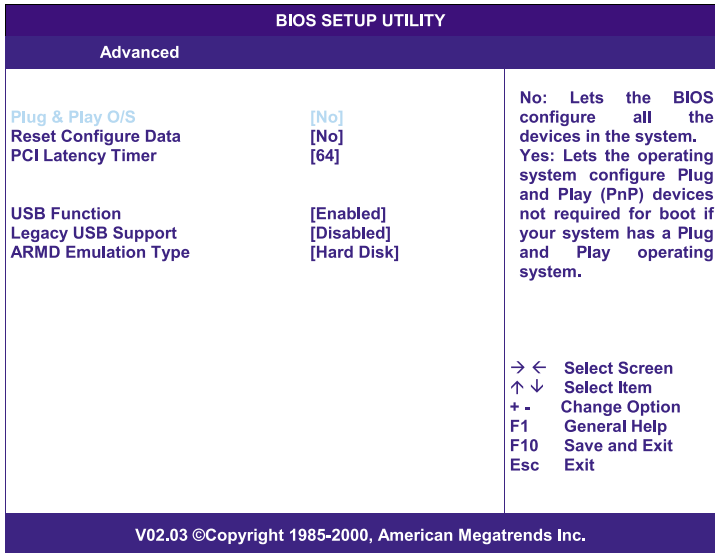 BIOS SETUP UTILITY
Advanced
Plug & Play O/S [No]
Reset Configure Data [No]
PCI Latency Timer [64]
USB Function [Enabled]
Legacy USB Support [Disabled]
ARMD Emulation Type [Hard Disk]
No: Lets the BIOS
configure all the
devices in the system.
Yes: Lets the operating
system configure Plug
and Play (PnP) devices
not required for boot if
your system has a Plug
and Play operating
system.
→ ← Select Screen
↑ ↓ Select Item
+ - Change Option
F1 General Help
F10 Save and Exit
Esc Exit
V02.03 ©Copyright 1985-2000, American Megatrends Inc.